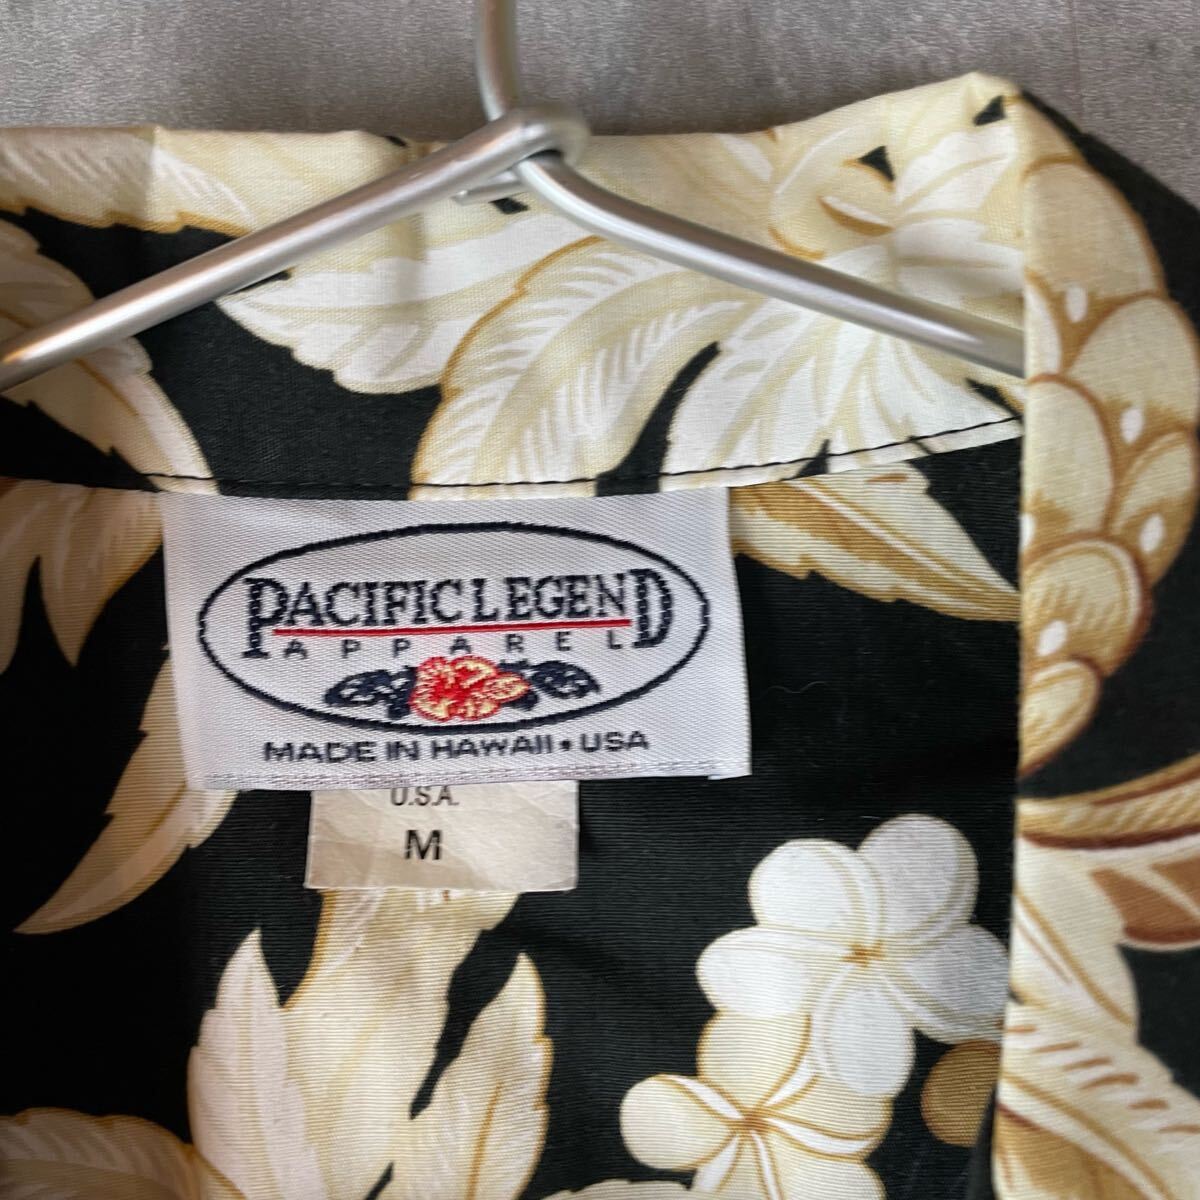 PACIFIC LEGEND
APPAREL
MADE IN HAWAII • USA
U.S.A.
M